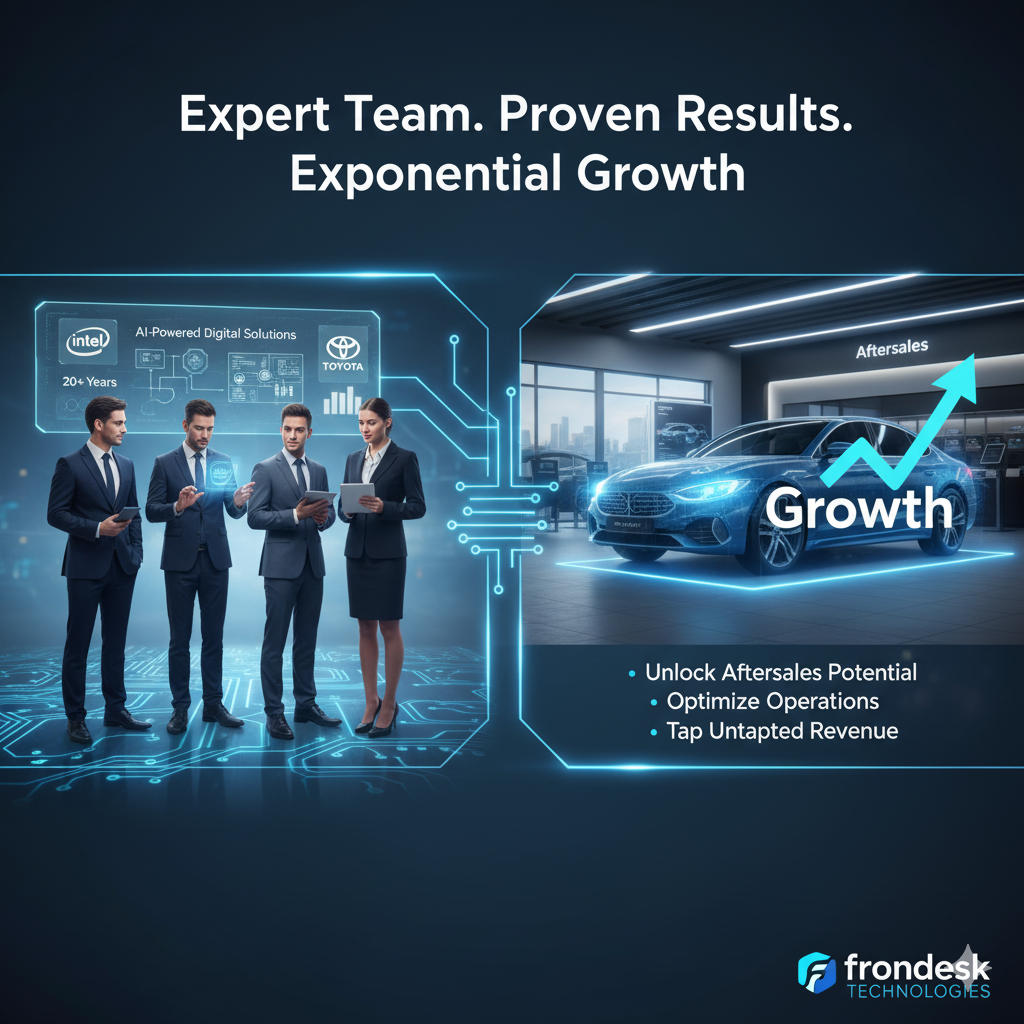 Expert Team. Proven Results.
Exponential Growth
intel
AI-Powered Digital Solutions
TOYOTA
20+ Years
Aftersales
Growth
Unlock Aftersales Potential
Optimize Operations
Tap Untapted Revenue
frondesk
TECHNOLOGIES